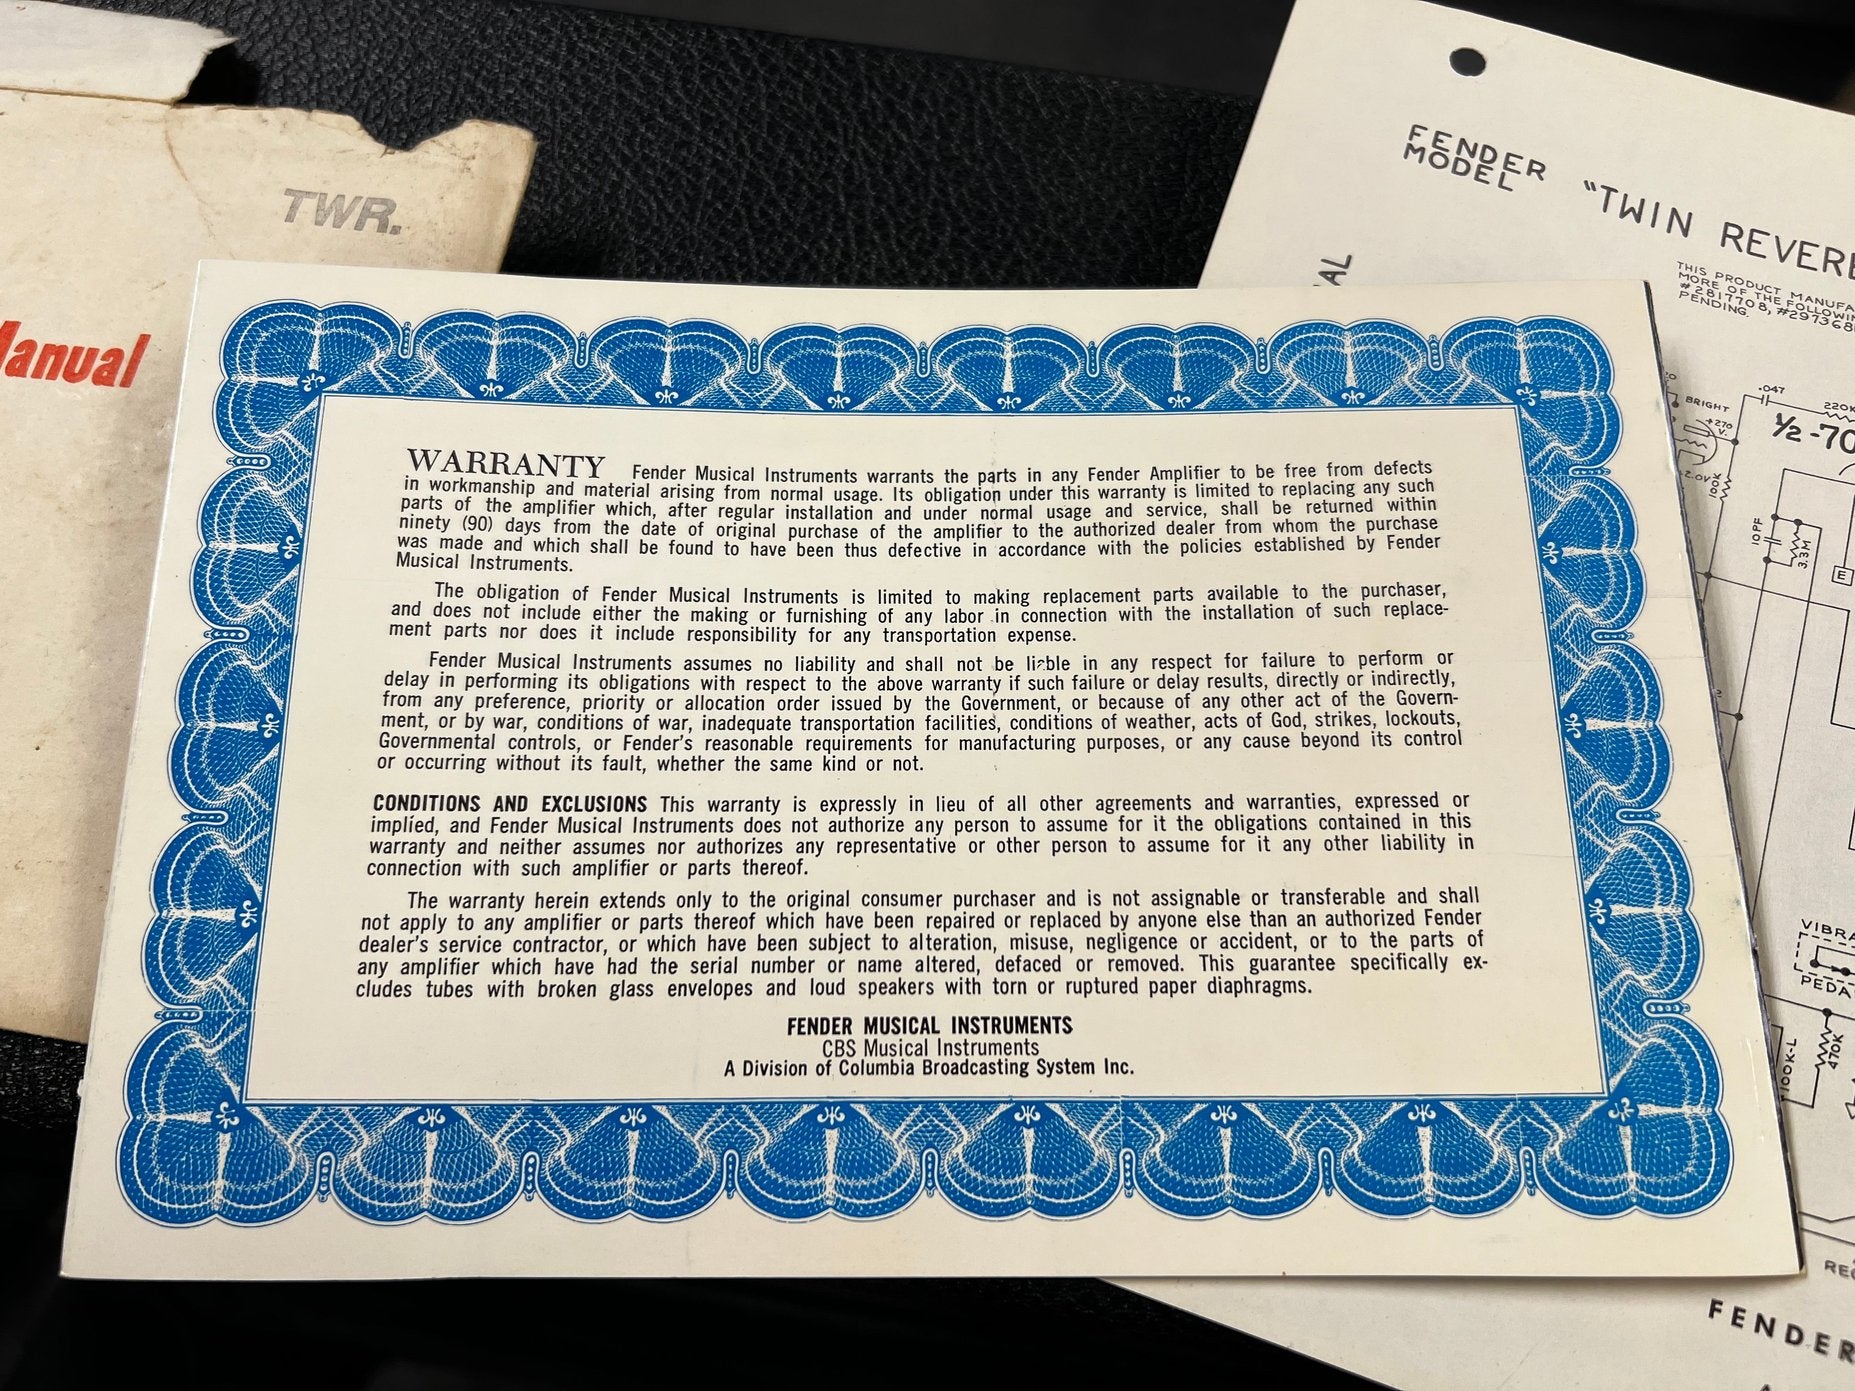 TWR.
FENDER
MODEL
"TWIN
THIS PRODUCT
MORE OF THE
#2817708,
PENDING.
BRIGHT
.047
220K
+270
V.
½-70
2.0V
100K
10PF
3.3M
E
WARRANTY Fender Musical Instruments warrants the parts in any Fender Amplifier to be free from defects
in workmanship and material arising from normal usage. Its obligation under this warranty is limited to replacing any such
parts of the amplifier which, after regular installation and under normal usage and service, shall be returned within
ninety (90) days from the date of original purchase of the amplifier to the authorized dealer from whom the purchase
was made and which shall be found to have been thus defective in accordance with the policies established by Fender
Musical Instruments.
The obligation of Fender Musical Instruments is limited to making replacement parts available to the purchaser,
and does not include either the making or furnishing of any labor in connection with the installation of such replace-
ment parts nor does it include responsibility for any transportation expense.
Fender Musical Instruments assumes no liability and shall not be liable in any respect for failure to perform or
delay in performing its obligations with respect to the above warranty if such failure or delay results, directly or indirectly,
from any preference, priority or allocation order issued by the Government, or because of any other act of the Govern-
ment, or by war, conditions of war, inadequate transportation facilities, conditions of weather, acts of God, strikes, lockouts,
Governmental controls, or Fender's reasonable requirements for manufacturing purposes, or any cause beyond its control
or occurring without its fault, whether the same kind or not.
CONDITIONS AND EXCLUSIONS This warranty is expressly in lieu of all other agreements and warranties, expressed or
implied, and Fender Musical Instruments does not authorize any person to assume for it the obligations contained in this
warranty and neither assumes nor authorizes any representative or other person to assume for it any other liability in
connection with such amplifier or parts thereof.
The warranty herein extends only to the original consumer purchaser and is not assignable or transferable and shall
not apply to any amplifier or parts thereof which have been repaired or replaced by anyone else than an authorized Fender
dealer's service contractor, or which have been subject to alteration, misuse, negligence or accident, or to the parts of
any amplifier which have had the serial number or name altered, defaced or removed. This guarantee specifically ex-
cludes tubes with broken glass envelopes and loud speakers with torn or ruptured paper diaphragms.
FENDER MUSICAL INSTRUMENTS
CBS Musical Instruments
A Division of Columbia Broadcasting System Inc.
100K-L
470K
FENDER